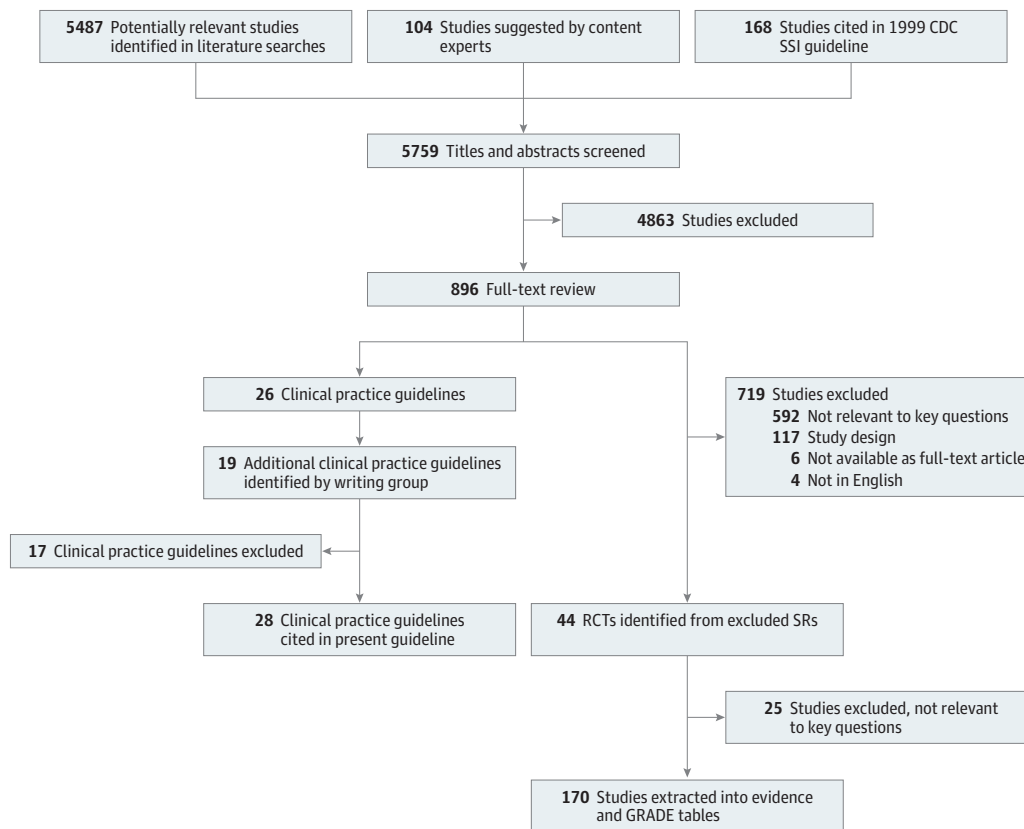 5487 Potentially relevant studies
identified in literature searches
104 Studies suggested by content
experts
168 Studies cited in 1999 CDC
SSI guideline
5759 Titles and abstracts screened
4863 Studies excluded
896 Full-text review
26 Clinical practice guidelines
19 Additional clinical practice guidelines
identified by writing group
17 Clinical practice guidelines excluded
28 Clinical practice guidelines
cited in present guideline
719 Studies excluded
592 Not relevant to key questions
117 Study design
6 Not available as full-text article
4 Not in English
44 RCTs identified from excluded SRs
25 Studies excluded, not relevant
to key questions
170 Studies extracted into evidence
and GRADE tables